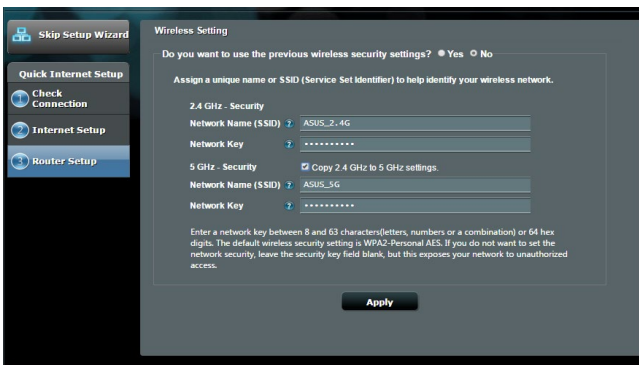 Skip Setup Wizard
Quick Internet Setup
1 Check
Connection
2 Internet Setup
3 Router Setup
Wireless Setting
Do you want to use the previous wireless security settings? Yes No
Assign a unique name or SSID (Service Set Identifier) to help identify your wireless network.
2.4 GHz - Security
Network Name (SSID) ? ASUS_2.4G
Network Key ? ••••••••••
5 GHz - Security Copy 2.4 GHz to 5 GHz settings.
Network Name (SSID) ? ASUS_5G
Network Key ? ••••••••••
Enter a network key between 8 and 63 characters(letters, numbers or a combination) or 64 hex
digits. The default wireless security setting is WPA2-Personal AES. If you do not want to set the
network security, leave the security key field blank, but this exposes your network to unauthorized
access.
Apply